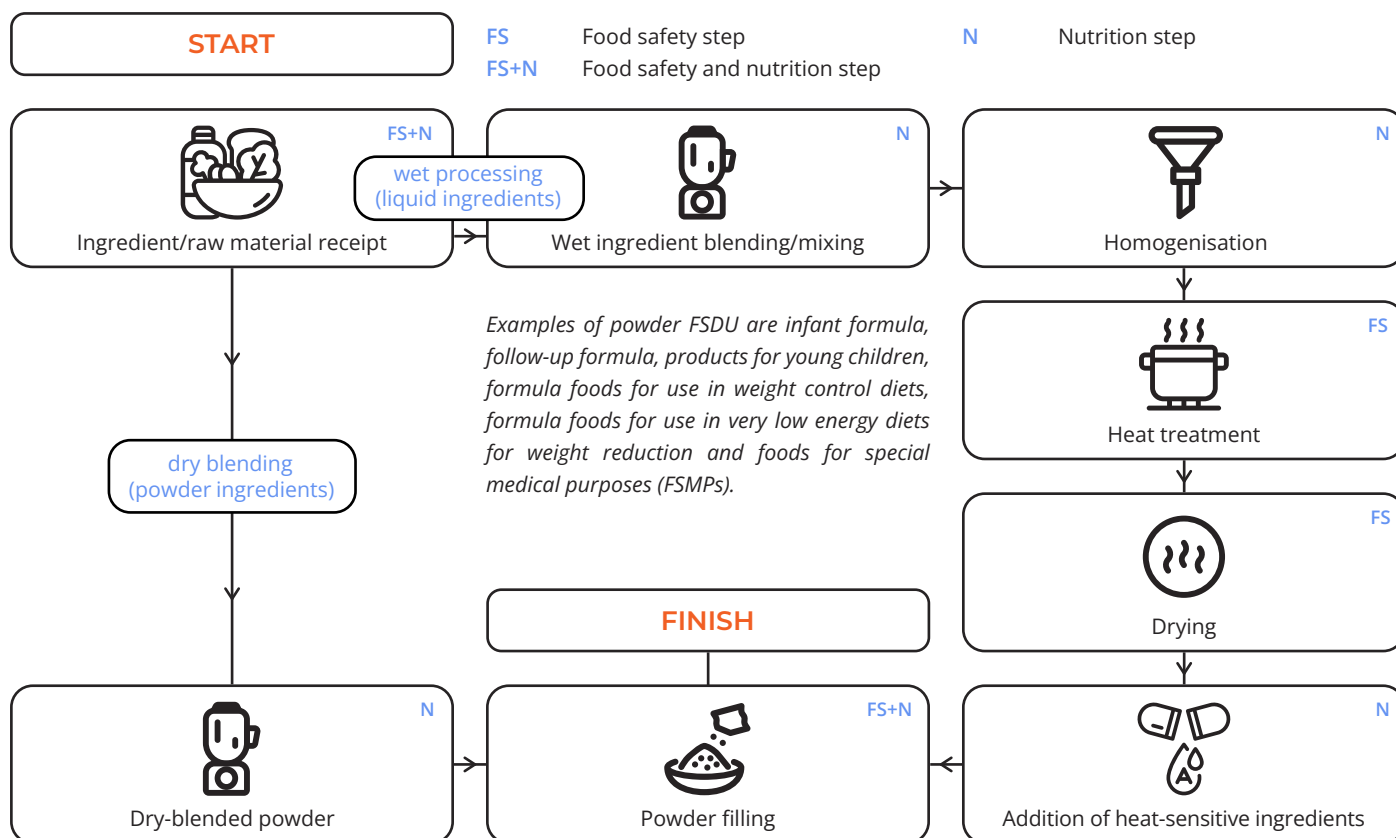 START
FS Food safety step
N Nutrition step
FS+N Food safety and nutrition step
FS+N
Ingredient/raw material receipt
wet processing
(liquid ingredients)
N
Wet ingredient blending/mixing
N
Homogenisation
Examples of powder FSDU are infant formula,
follow-up formula, products for young children,
formula foods for use in weight control diets,
formula foods for use in very low energy diets
for weight reduction and foods for special
medical purposes (FSMPs).
FS
Heat treatment
dry blending
(powder ingredients)
FS
Drying
FINISH
N
Dry-blended powder
FS+N
Powder filling
N
A
Addition of heat-sensitive ingredients